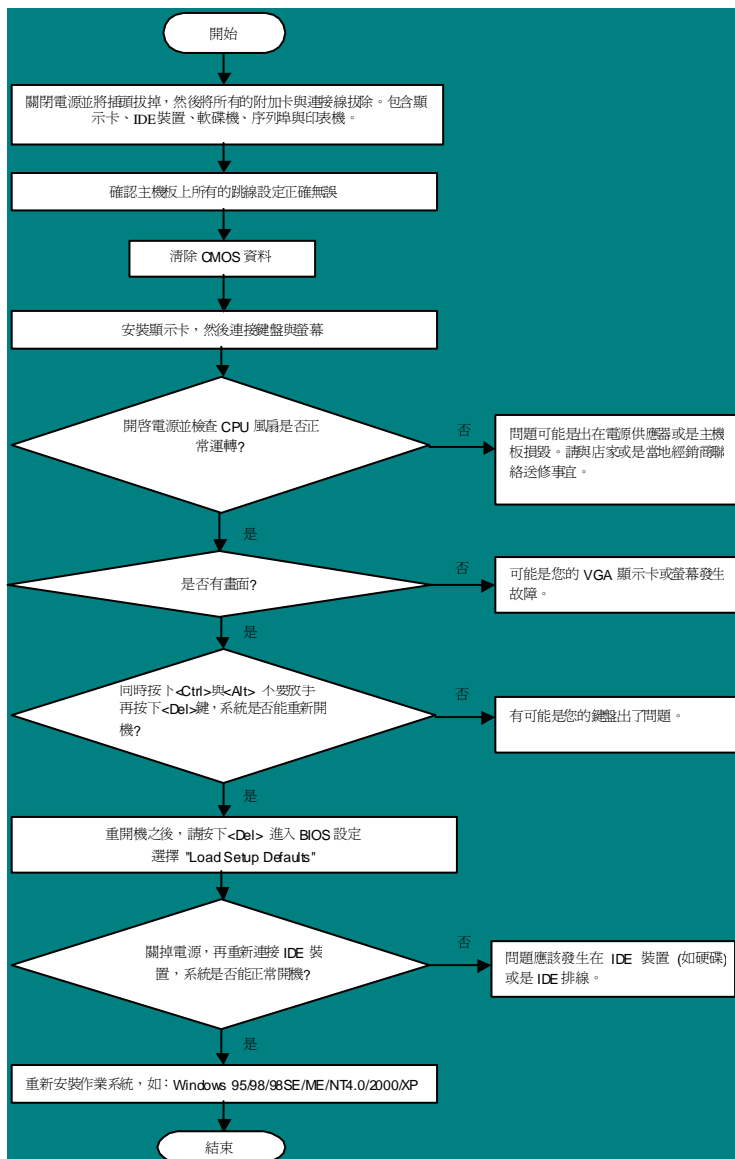 開始
關閉電源並將插頭拔掉，然後將所有的附加卡與連接線拔除。包含顯
示卡、IDE裝置、軟碟機、序列埠與印表機。
確認主機板上所有的跳線設定正確無誤
清除 CMOS 資料
安裝顯示卡，然後連接鍵盤與螢幕
開啓電源並檢查 CPU 風扇是否正
常運轉?
否
問題可能是出在電源供應器或是主機
板損毀。請與店家或是當地經銷商聯
絡送修事宜。
是
是否有畫面?
否
可能是您的 VGA 顯示卡或螢幕發生
故障。
是
同時按下<Ctrl>與<Alt> 不要放手
再按下<Del>鍵，系統是否能重新開
機?
否
有可能是您的鍵盤出了問題。
是
重開機之後，請按下<Del> 進入 BIOS 設定
選擇 "Load Setup Defaults"
關掉電源，再重新連接 IDE 裝
置，系統是否能正常開機?
否
問題應該發生在 IDE 裝置 (如硬碟)
或是 IDE 排線。
是
重新安裝作業系統，如：Windows 95/98/98SE/ME/NT4.0/2000/XP
結束